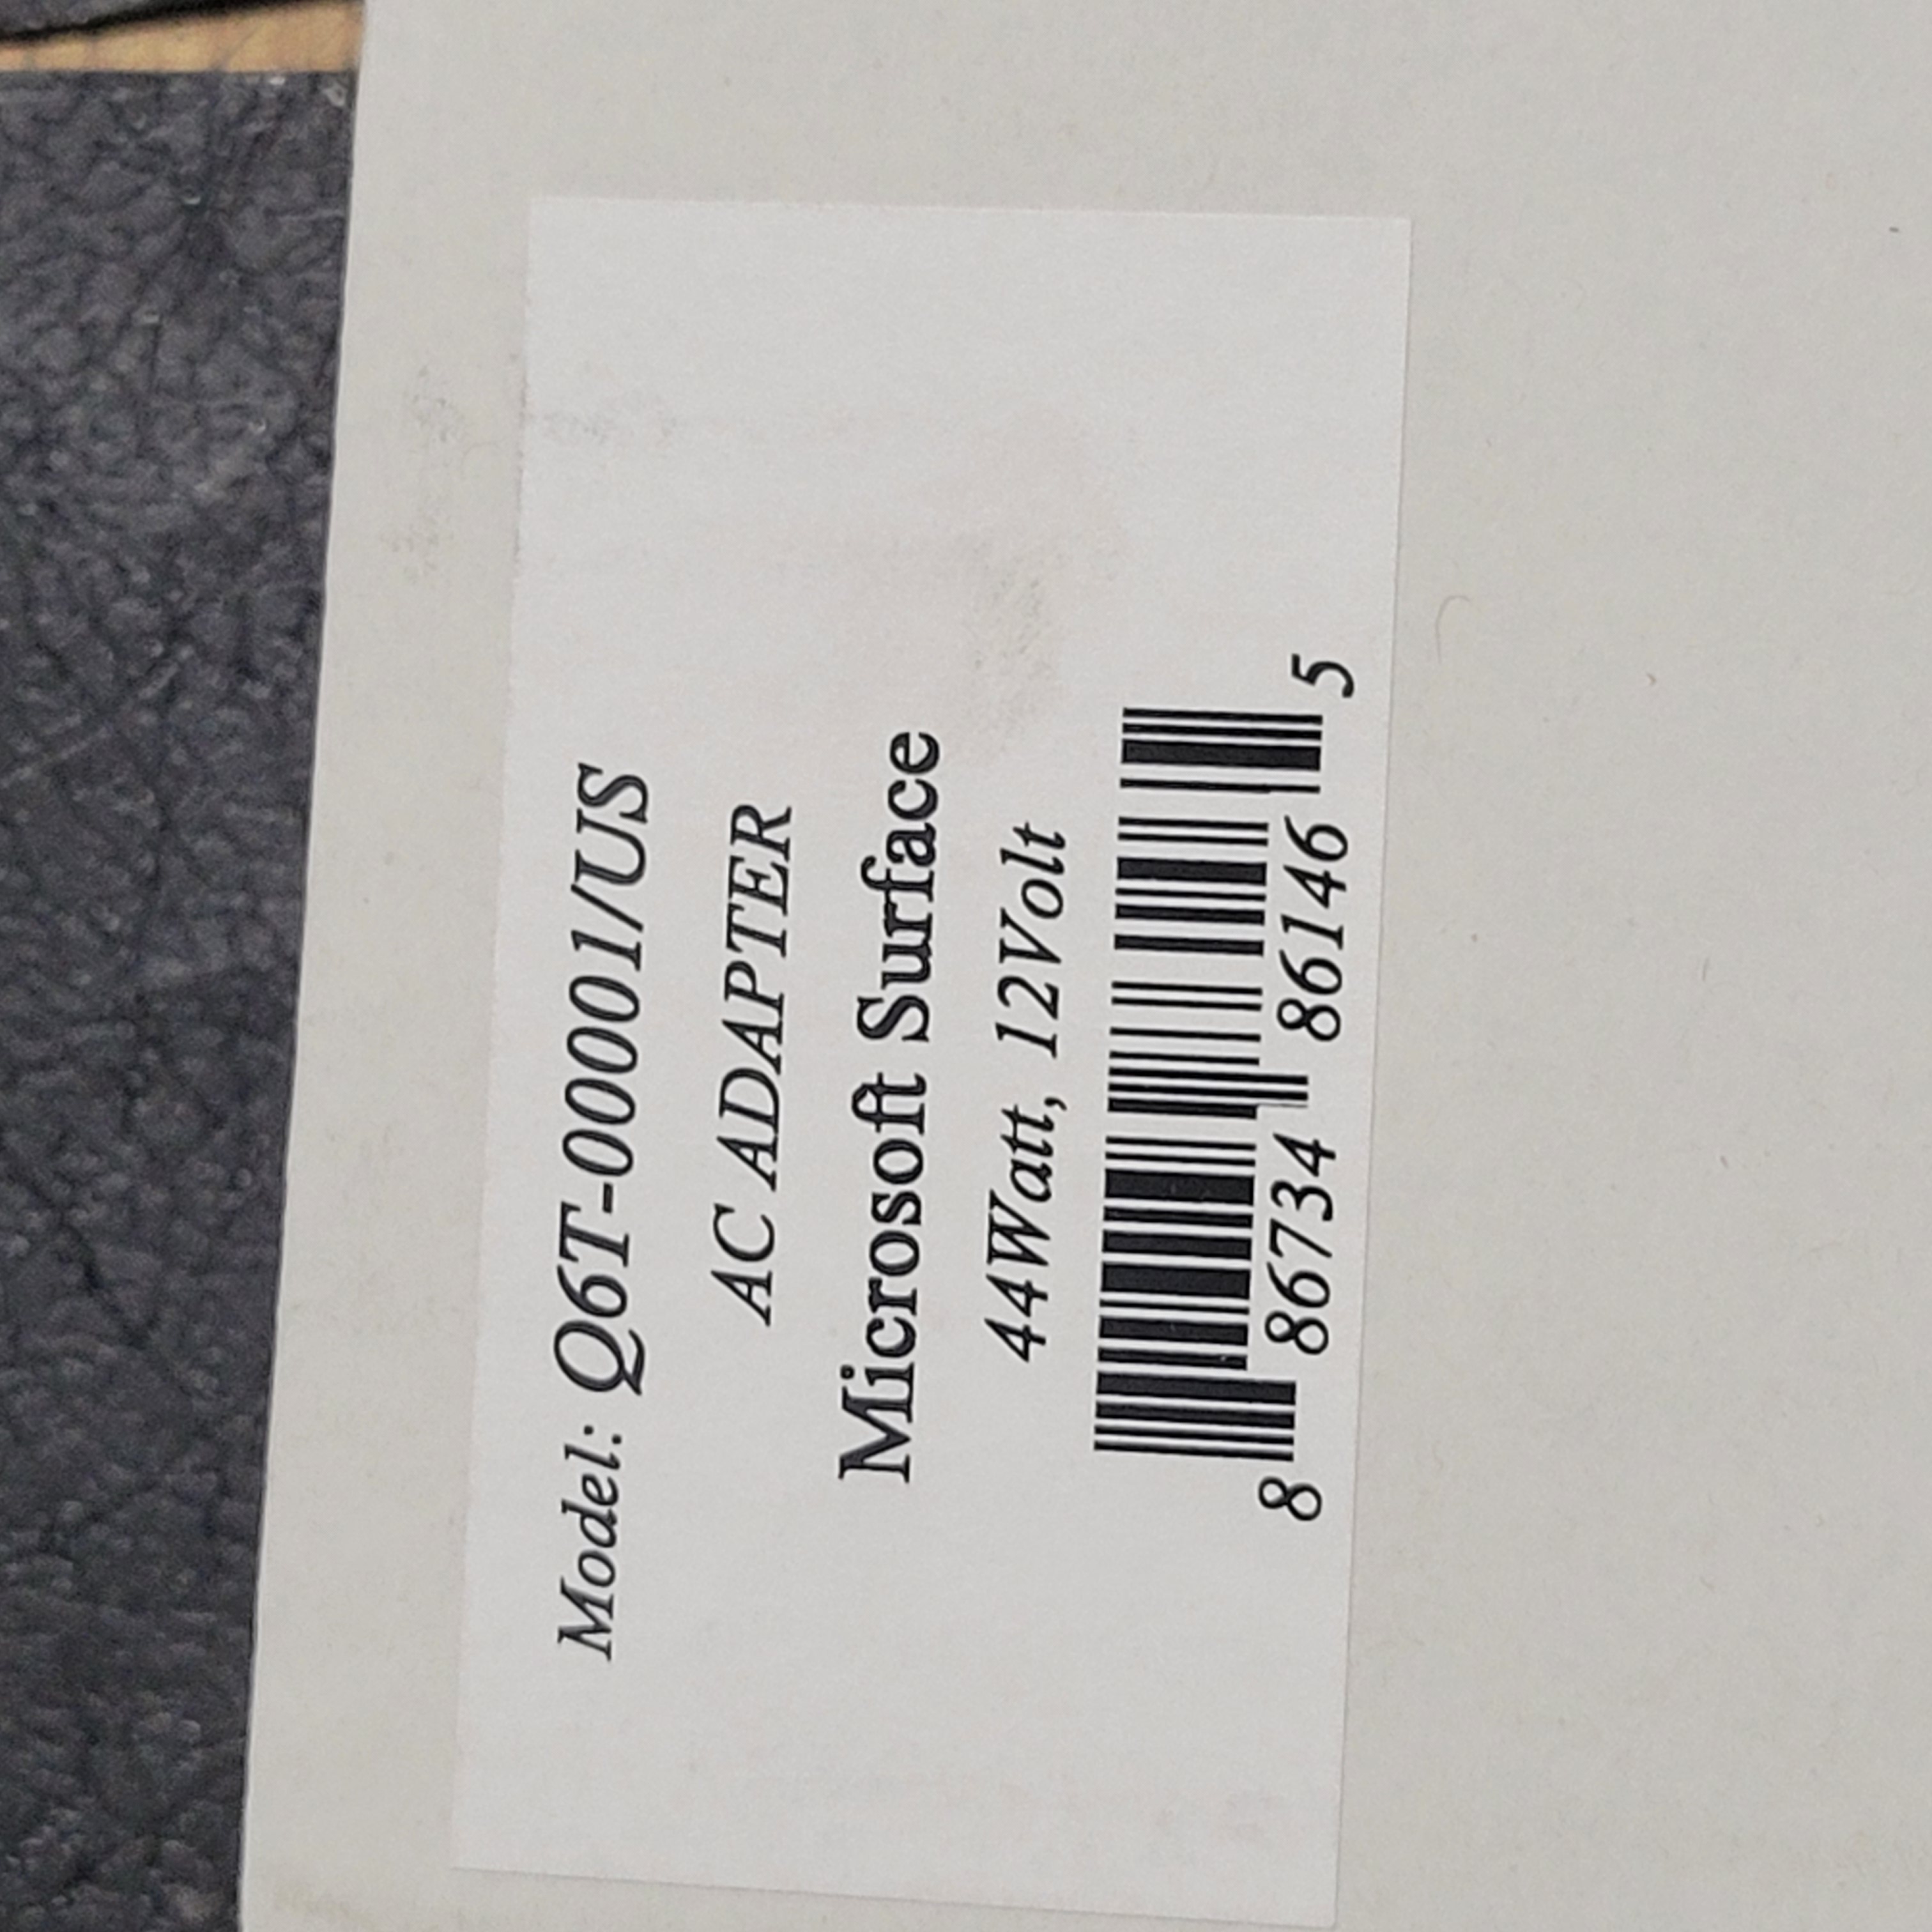 Model: Q6T-00001/US
AC ADAPTER
Microsoft Surface
44Watt, 12Volt
8 86734 86146 5